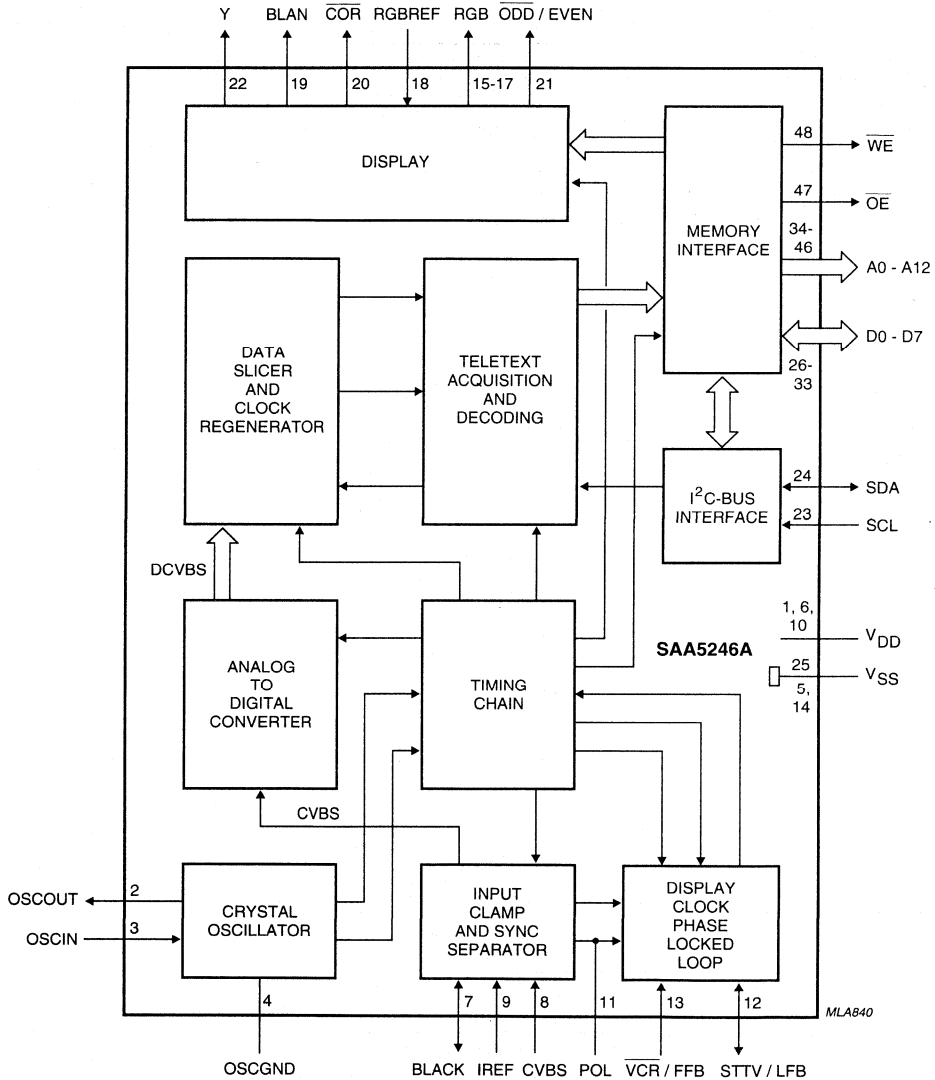 Y BLAN COR RGBREF RGB ODD / EVEN
22 19 20 18 15-17 21
DISPLAY
MEMORY
INTERFACE
48 WE
47 OE
34-
46
A0 - A12
D0 - D7
26-
33
DATA
SLICER
AND
CLOCK
REGENERATOR
TELETEXT
ACQUISITION
AND
DECODING
I2C-BUS
INTERFACE
24 SDA
23 SCL
DCVBS
ANALOG
TO
DIGITAL
CONVERTER
TIMING
CHAIN
SAA5246A
1, 6,
10
VDD
25
VSS
5,
14
CVBS
OSCOUT 2
OSCIN 3
CRYSTAL
OSCILLATOR
INPUT
CLAMP
AND SYNC
SEPARATOR
DISPLAY
CLOCK
PHASE
LOCKED
LOOP
4 7 9 8 11 13 12
MLA840
OSCGND BLACK IREF CVBS POL VCR / FFB STTV / LFB